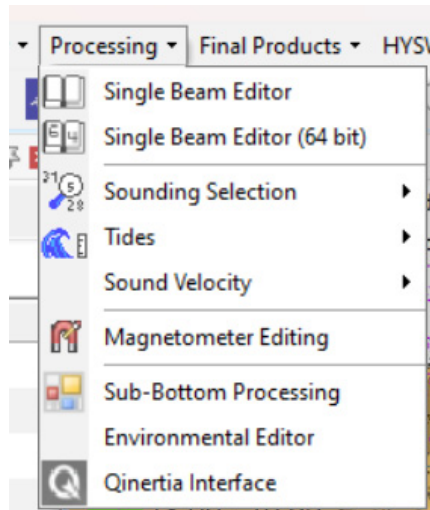 Processing Final Products
Single Beam Editor
Single Beam Editor (64 bit)
Sounding Selection
Tides
Sound Velocity
Magnetometer Editing
Sub-Bottom Processing
Environmental Editor
Qinertia Interface